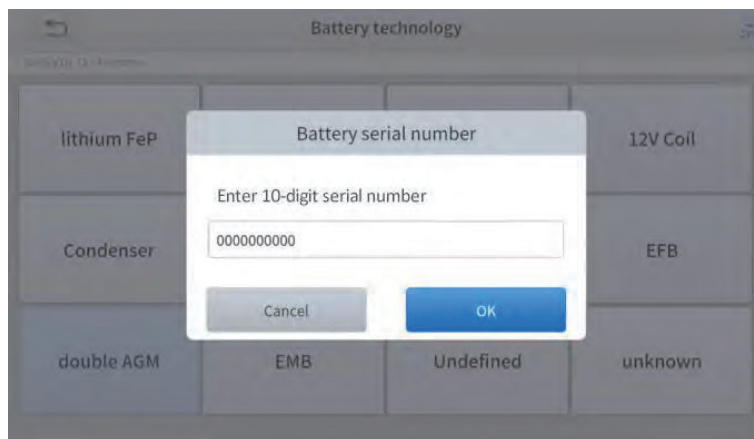 Battery technology
lithium FeP
12V Coil
Battery serial number
Enter 10-digit serial number
0000000000
Condenser
EFB
Cancel
OK
double AGM
EMB
Undefined
unknown